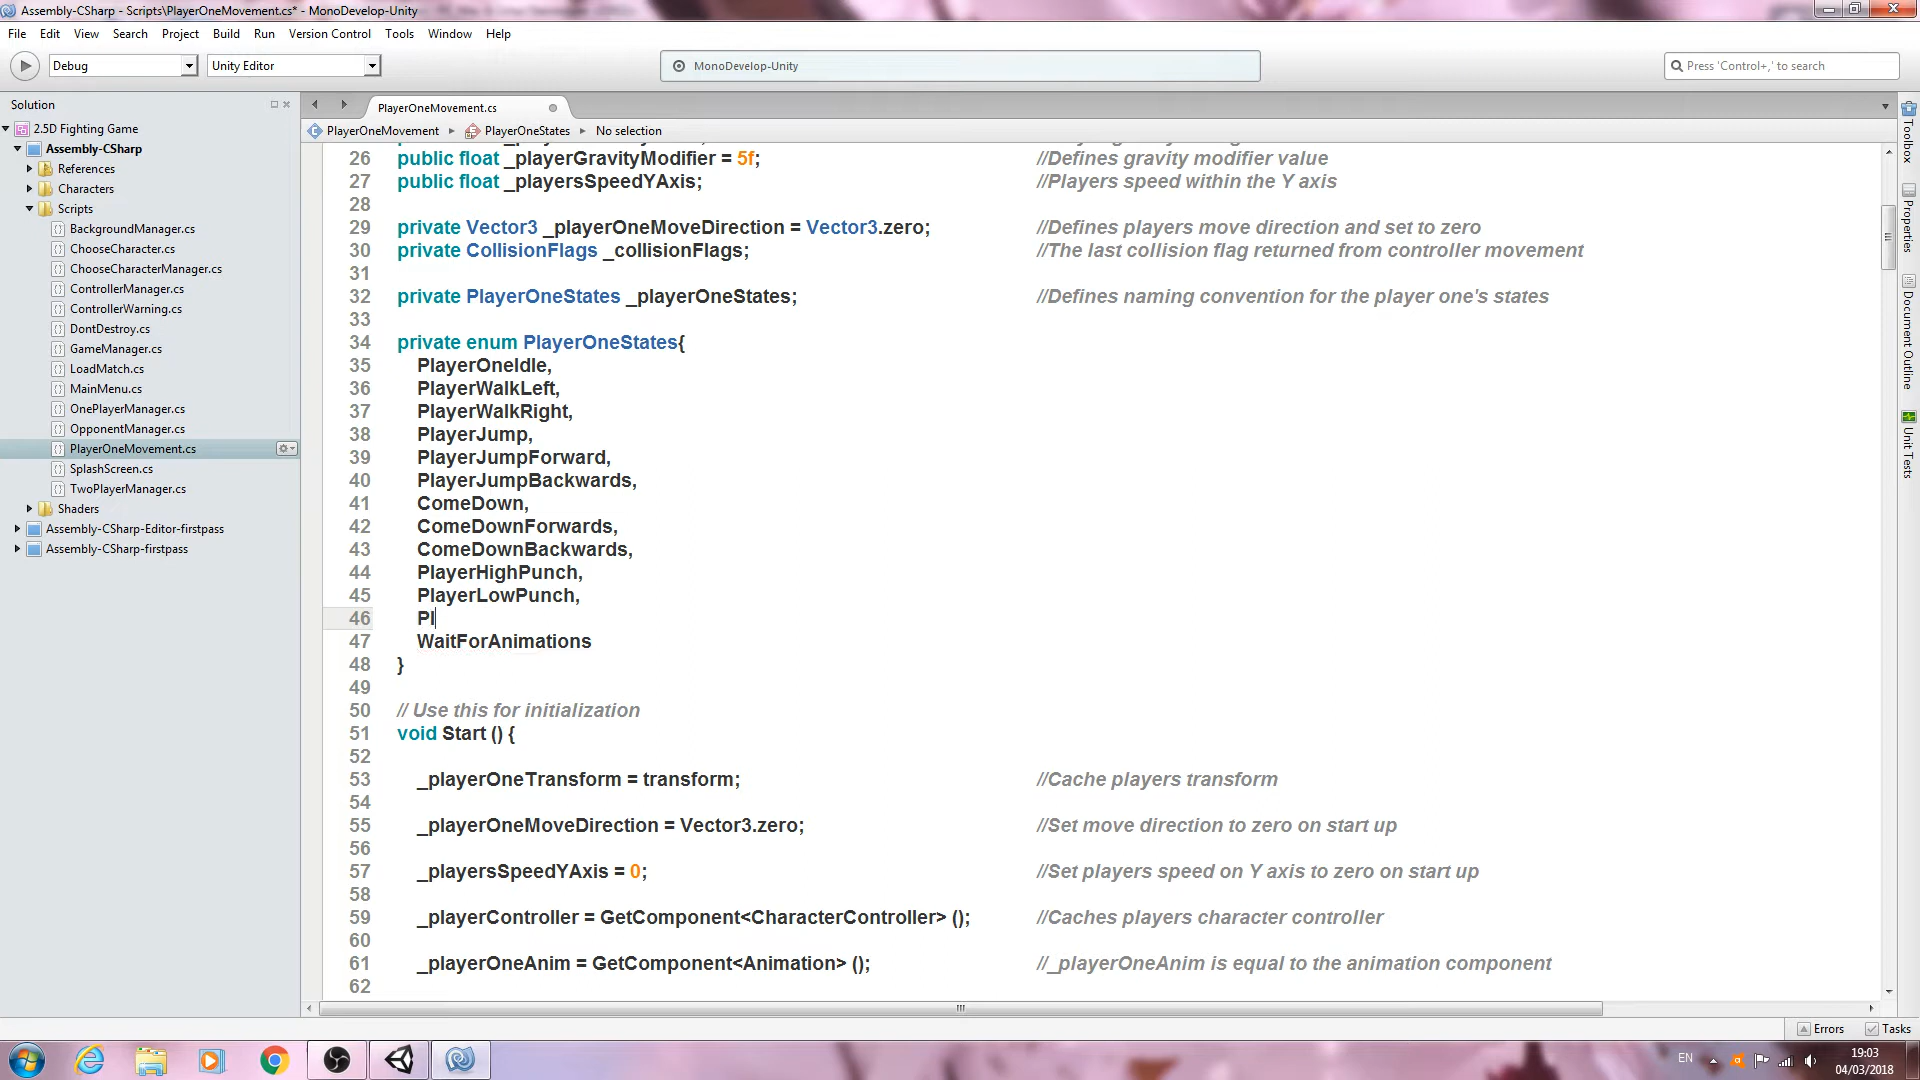 Assembly-CSharp - Scripts\PlayerOneMovement.cs* - MonoDevelop-Unity
File Edit View Search Project Build Run Version Control Tools Window Help
Debug
Unity Editor
MonoDevelop-Unity
Press 'Control+,' to search
Solution
2.5D Fighting Game
Assembly-CSharp
References
Characters
Scripts
BackgroundManager.cs
ChooseCharacter.cs
ChooseCharacterManager.cs
ControllerManager.cs
ControllerWarning.cs
DontDestroy.cs
GameManager.cs
LoadMatch.cs
MainMenu.cs
OnePlayerManager.cs
OpponentManager.cs
PlayerOneMovement.cs
SplashScreen.cs
TwoPlayerManager.cs
Shaders
Assembly-CSharp-Editor-firstpass
Assembly-CSharp-firstpass
PlayerOneMovement.cs
PlayerOneMovement PlayerOneStates No selection
26 public float _playerGravityModifier = 5f; //Defines gravity modifier value
27 public float _playersSpeedYAxis; //Players speed within the Y axis
28
29 private Vector3 _playerOneMoveDirection = Vector3.zero; //Defines players move direction and set to zero
30 private CollisionFlags _collisionFlags; //The last collision flag returned from controller movement
31
32 private PlayerOneStates _playerOneStates; //Defines naming convention for the player one's states
33
34 private enum PlayerOneStates{
35 PlayerOneIdle,
36 PlayerWalkLeft,
37 PlayerWalkRight,
38 PlayerJump,
39 PlayerJumpForward,
40 PlayerJumpBackwards,
41 ComeDown,
42 ComeDownForwards,
43 ComeDownBackwards,
44 PlayerHighPunch,
45 PlayerLowPunch,
46 Pl
47 WaitForAnimations
48 }
49
50 // Use this for initialization
51 void Start () {
52
53 _playerOneTransform = transform; //Cache players transform
54
55 _playerOneMoveDirection = Vector3.zero; //Set move direction to zero on start up
56
57 _playersSpeedYAxis = 0; //Set players speed on Y axis to zero on start up
58
59 _playerController = GetComponent<CharacterController> (); //Caches players character controller
60
61 _playerOneAnim = GetComponent<Animation> (); //_playerOneAnim is equal to the animation component
62
Toolbox
Properties
Document Outline
Unit Tests
Errors Tasks
EN
19:03
04/03/2018